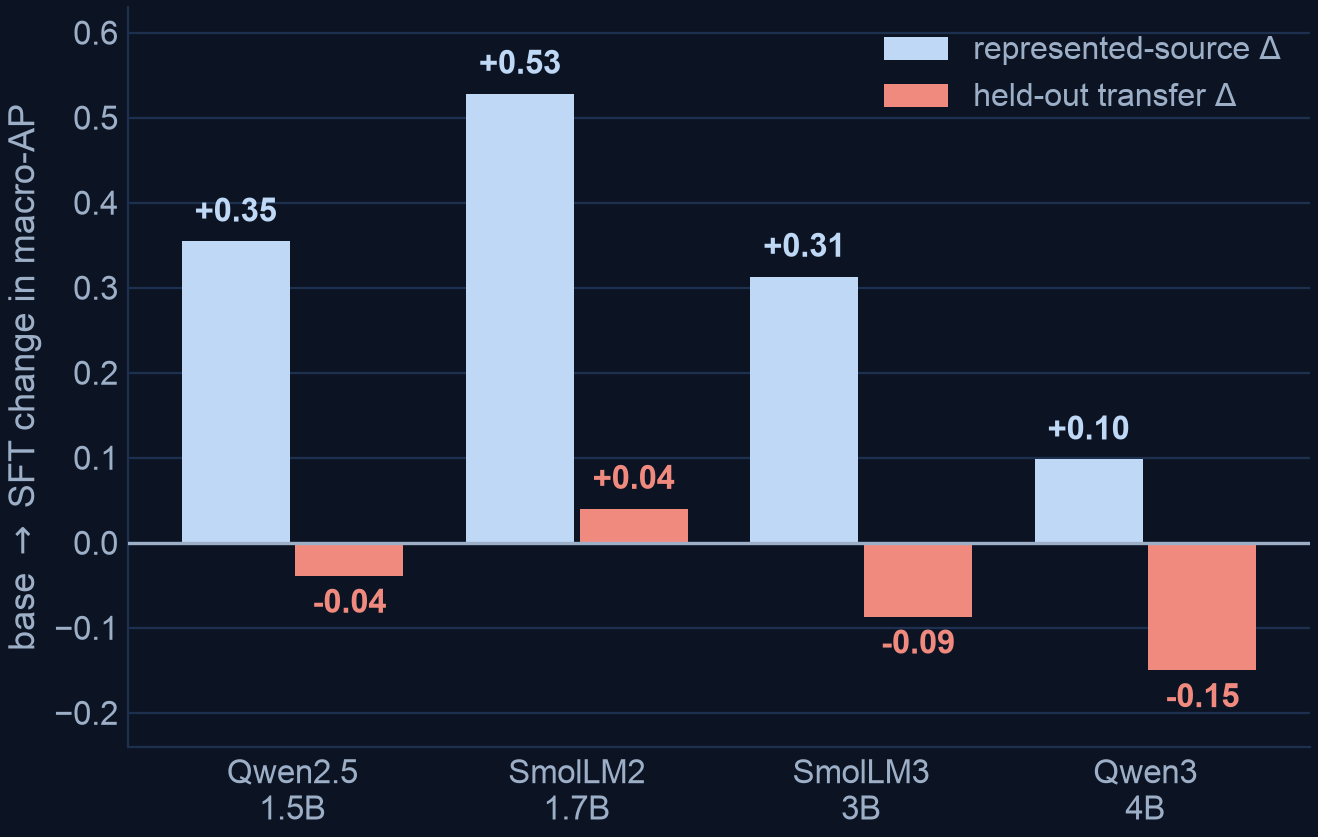 base → SFT change in macro-AP
0.6
0.5
0.4
0.3
0.2
0.1
0.0
−0.1
−0.2
represented-source Δ
held-out transfer Δ
+0.35
-0.04
+0.53
+0.04
+0.31
-0.09
+0.10
-0.15
Qwen2.5
1.5B
SmolLM2
1.7B
SmolLM3
3B
Qwen3
4B